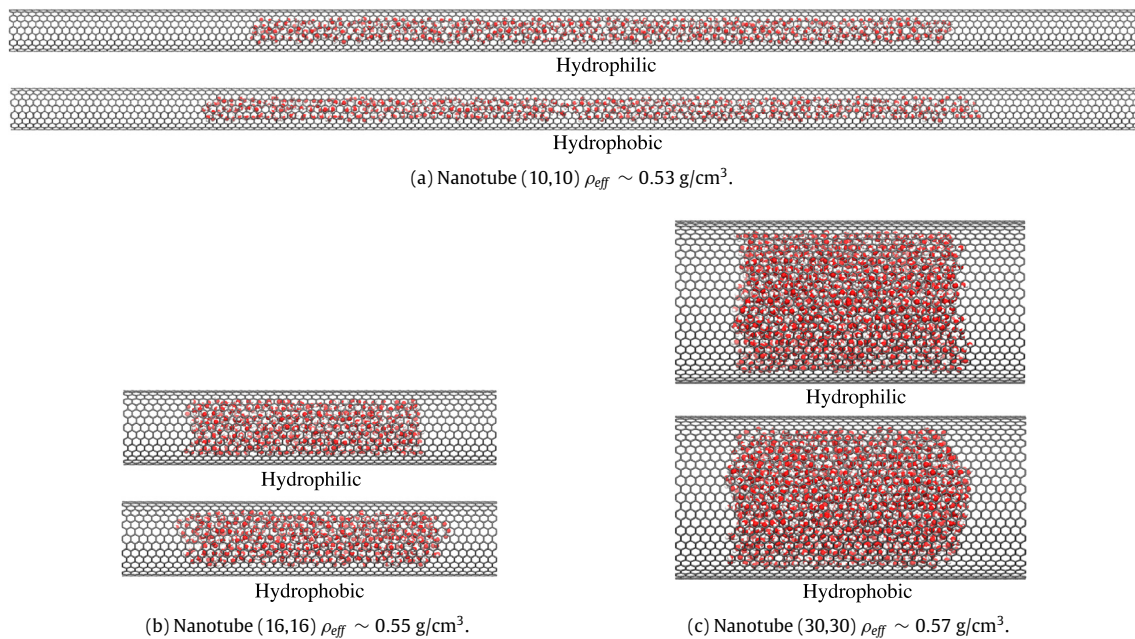 Hydrophilic
Hydrophobic
(a) Nanotube (10,10) ρeff ∼ 0.53 g/cm³.
Hydrophilic
Hydrophobic
(b) Nanotube (16,16) ρeff ∼ 0.55 g/cm³.
Hydrophilic
Hydrophobic
(c) Nanotube (30,30) ρeff ∼ 0.57 g/cm³.